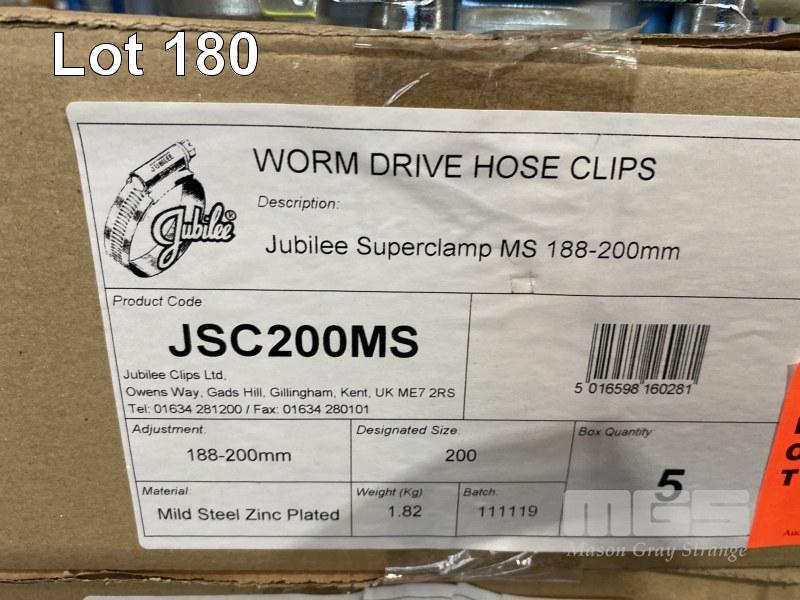 Lot 180
JUBILEE
Jubilee®
WORM DRIVE HOSE CLIPS
Description:
Jubilee Superclamp MS 188-200mm
Product Code
JSC200MS
Jubilee Clips Ltd.
Owens Way, Gads Hill, Gillingham, Kent, UK ME7 2RS
Tel: 01634 281200 / Fax: 01634 280101
5 016598 160281
Adjustment:
188-200mm
Designated Size:
200
Box Quantity
5
Material:
Mild Steel Zinc Plated
Weight (Kg)
1.82
Batch:
111119
MGS
Mason Gray Strange